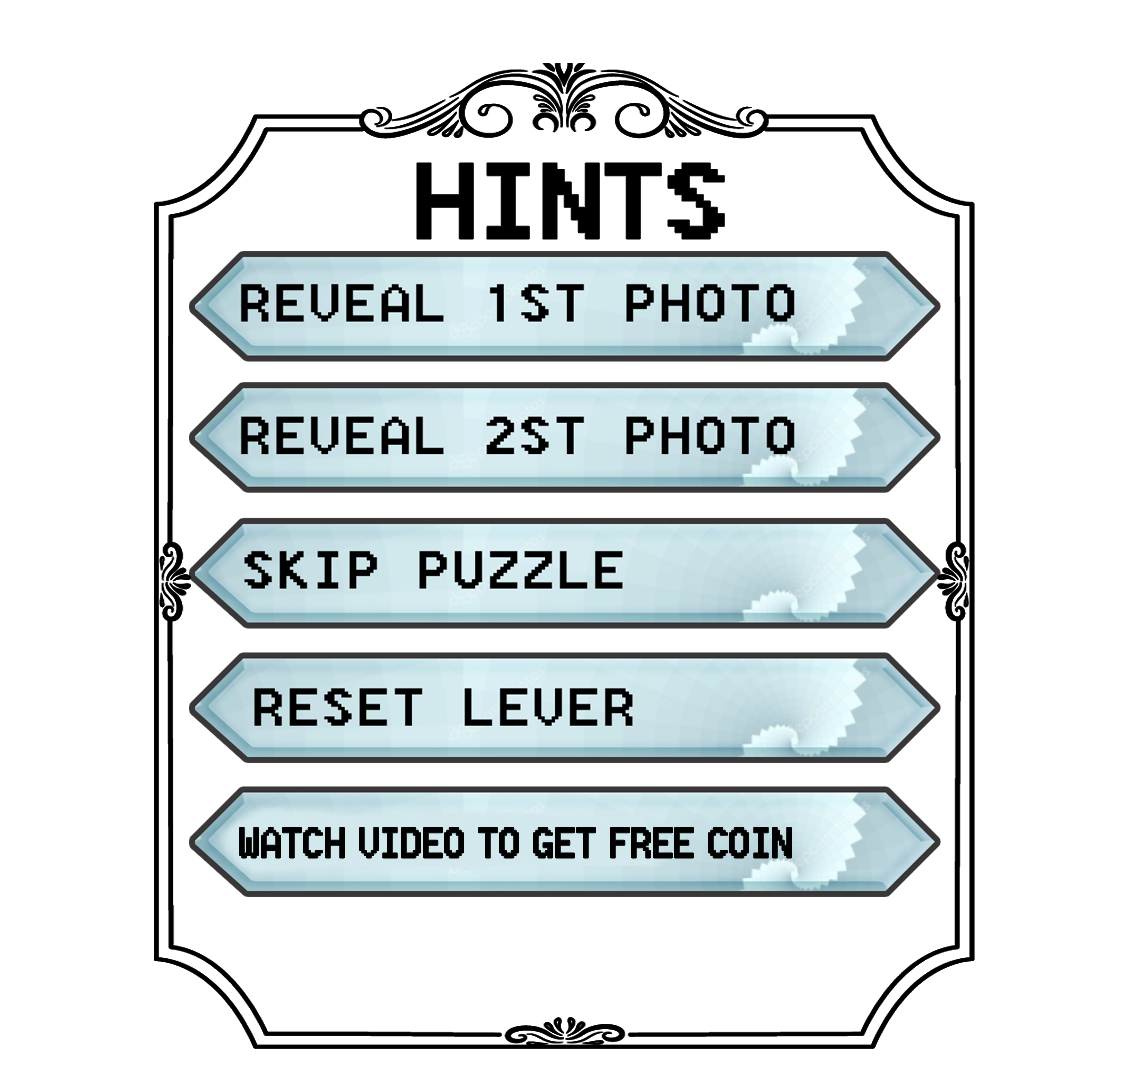 HINTS
REVEAL 1ST PHOTO
REVEAL 2ST PHOTO
SKIP PUZZLE
RESET LEVER
WATCH VIDEO TO GET FREE COIN